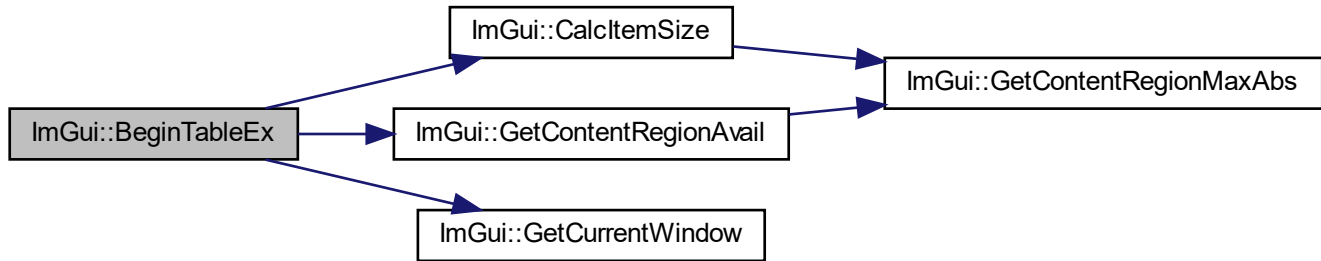 ImGui::BeginTableEx
ImGui::CalcItemSize
ImGui::GetContentRegionAvail
ImGui::GetCurrentWindow
ImGui::GetContentRegionMaxAbs